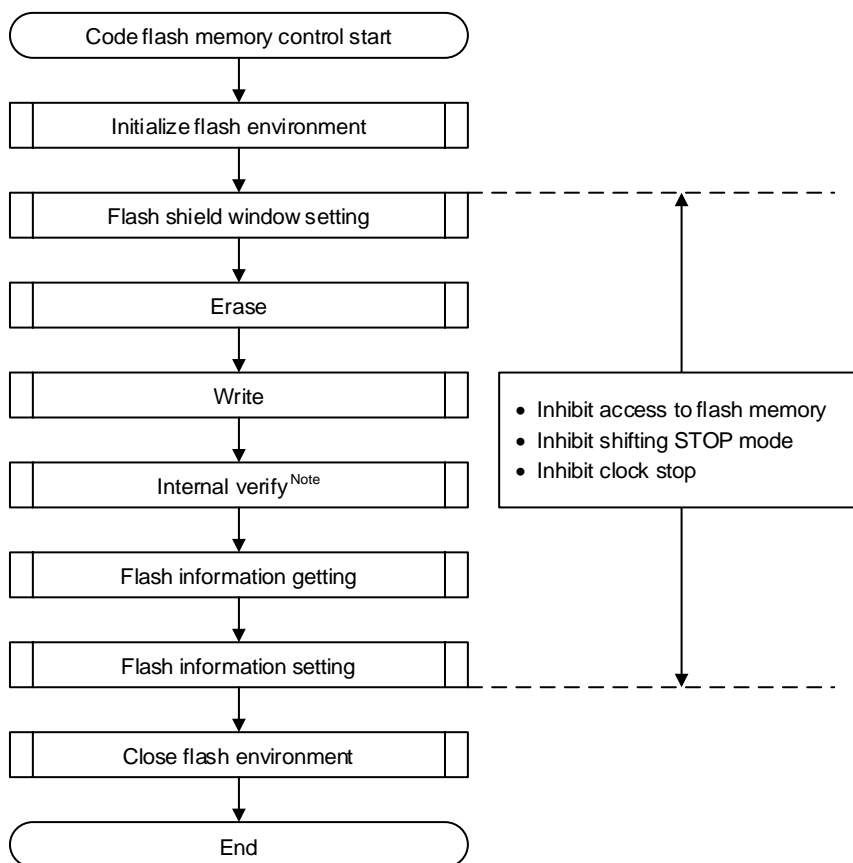 Code flash memory control start
Initialize flash environment
Flash shield window setting
Erase
Write
• Inhibit access to flash memory
• Inhibit shifting STOP mode
• Inhibit clock stop
Internal verify Note
Flash information getting
Flash information setting
Close flash environment
End